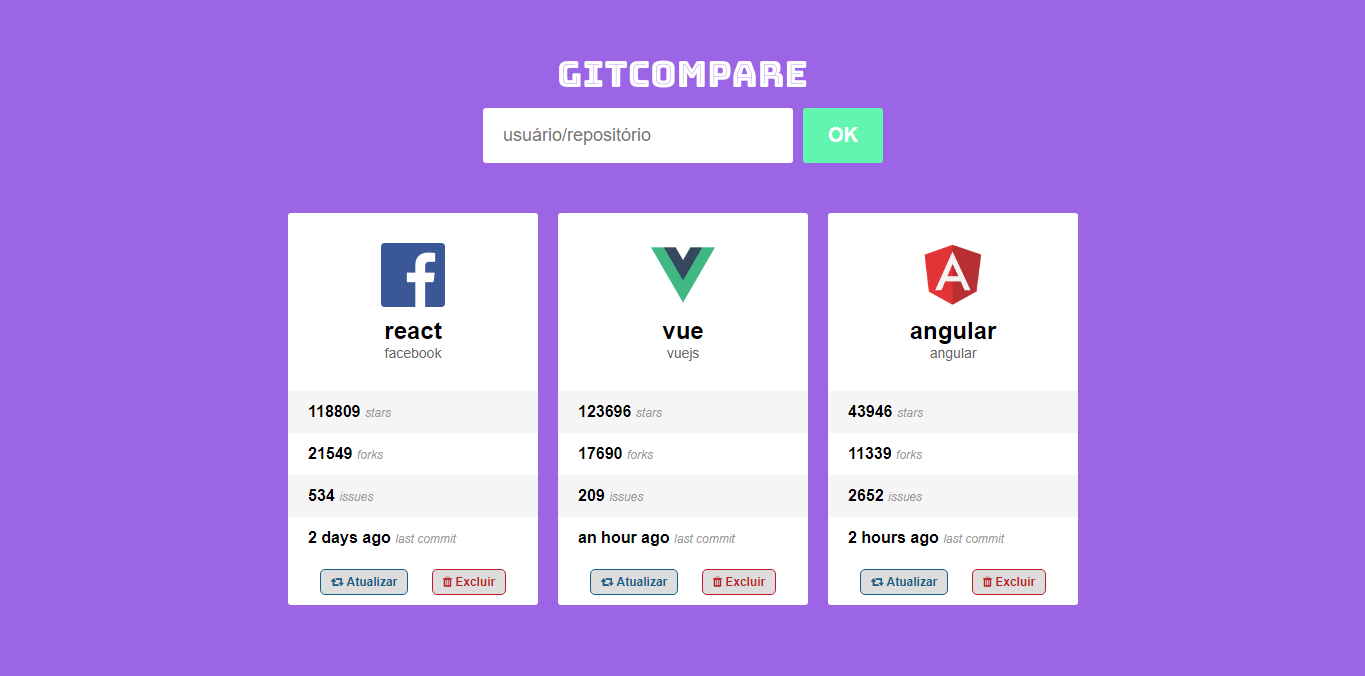 GITCOMPARE
usuário/repositório
OK
react
facebook
118809 stars
21549 forks
534 issues
2 days ago last commit
Atualizar
Excluir
vue
vuejs
123696 stars
17690 forks
209 issues
an hour ago last commit
Atualizar
Excluir
angular
angular
43946 stars
11339 forks
2652 issues
2 hours ago last commit
Atualizar
Excluir